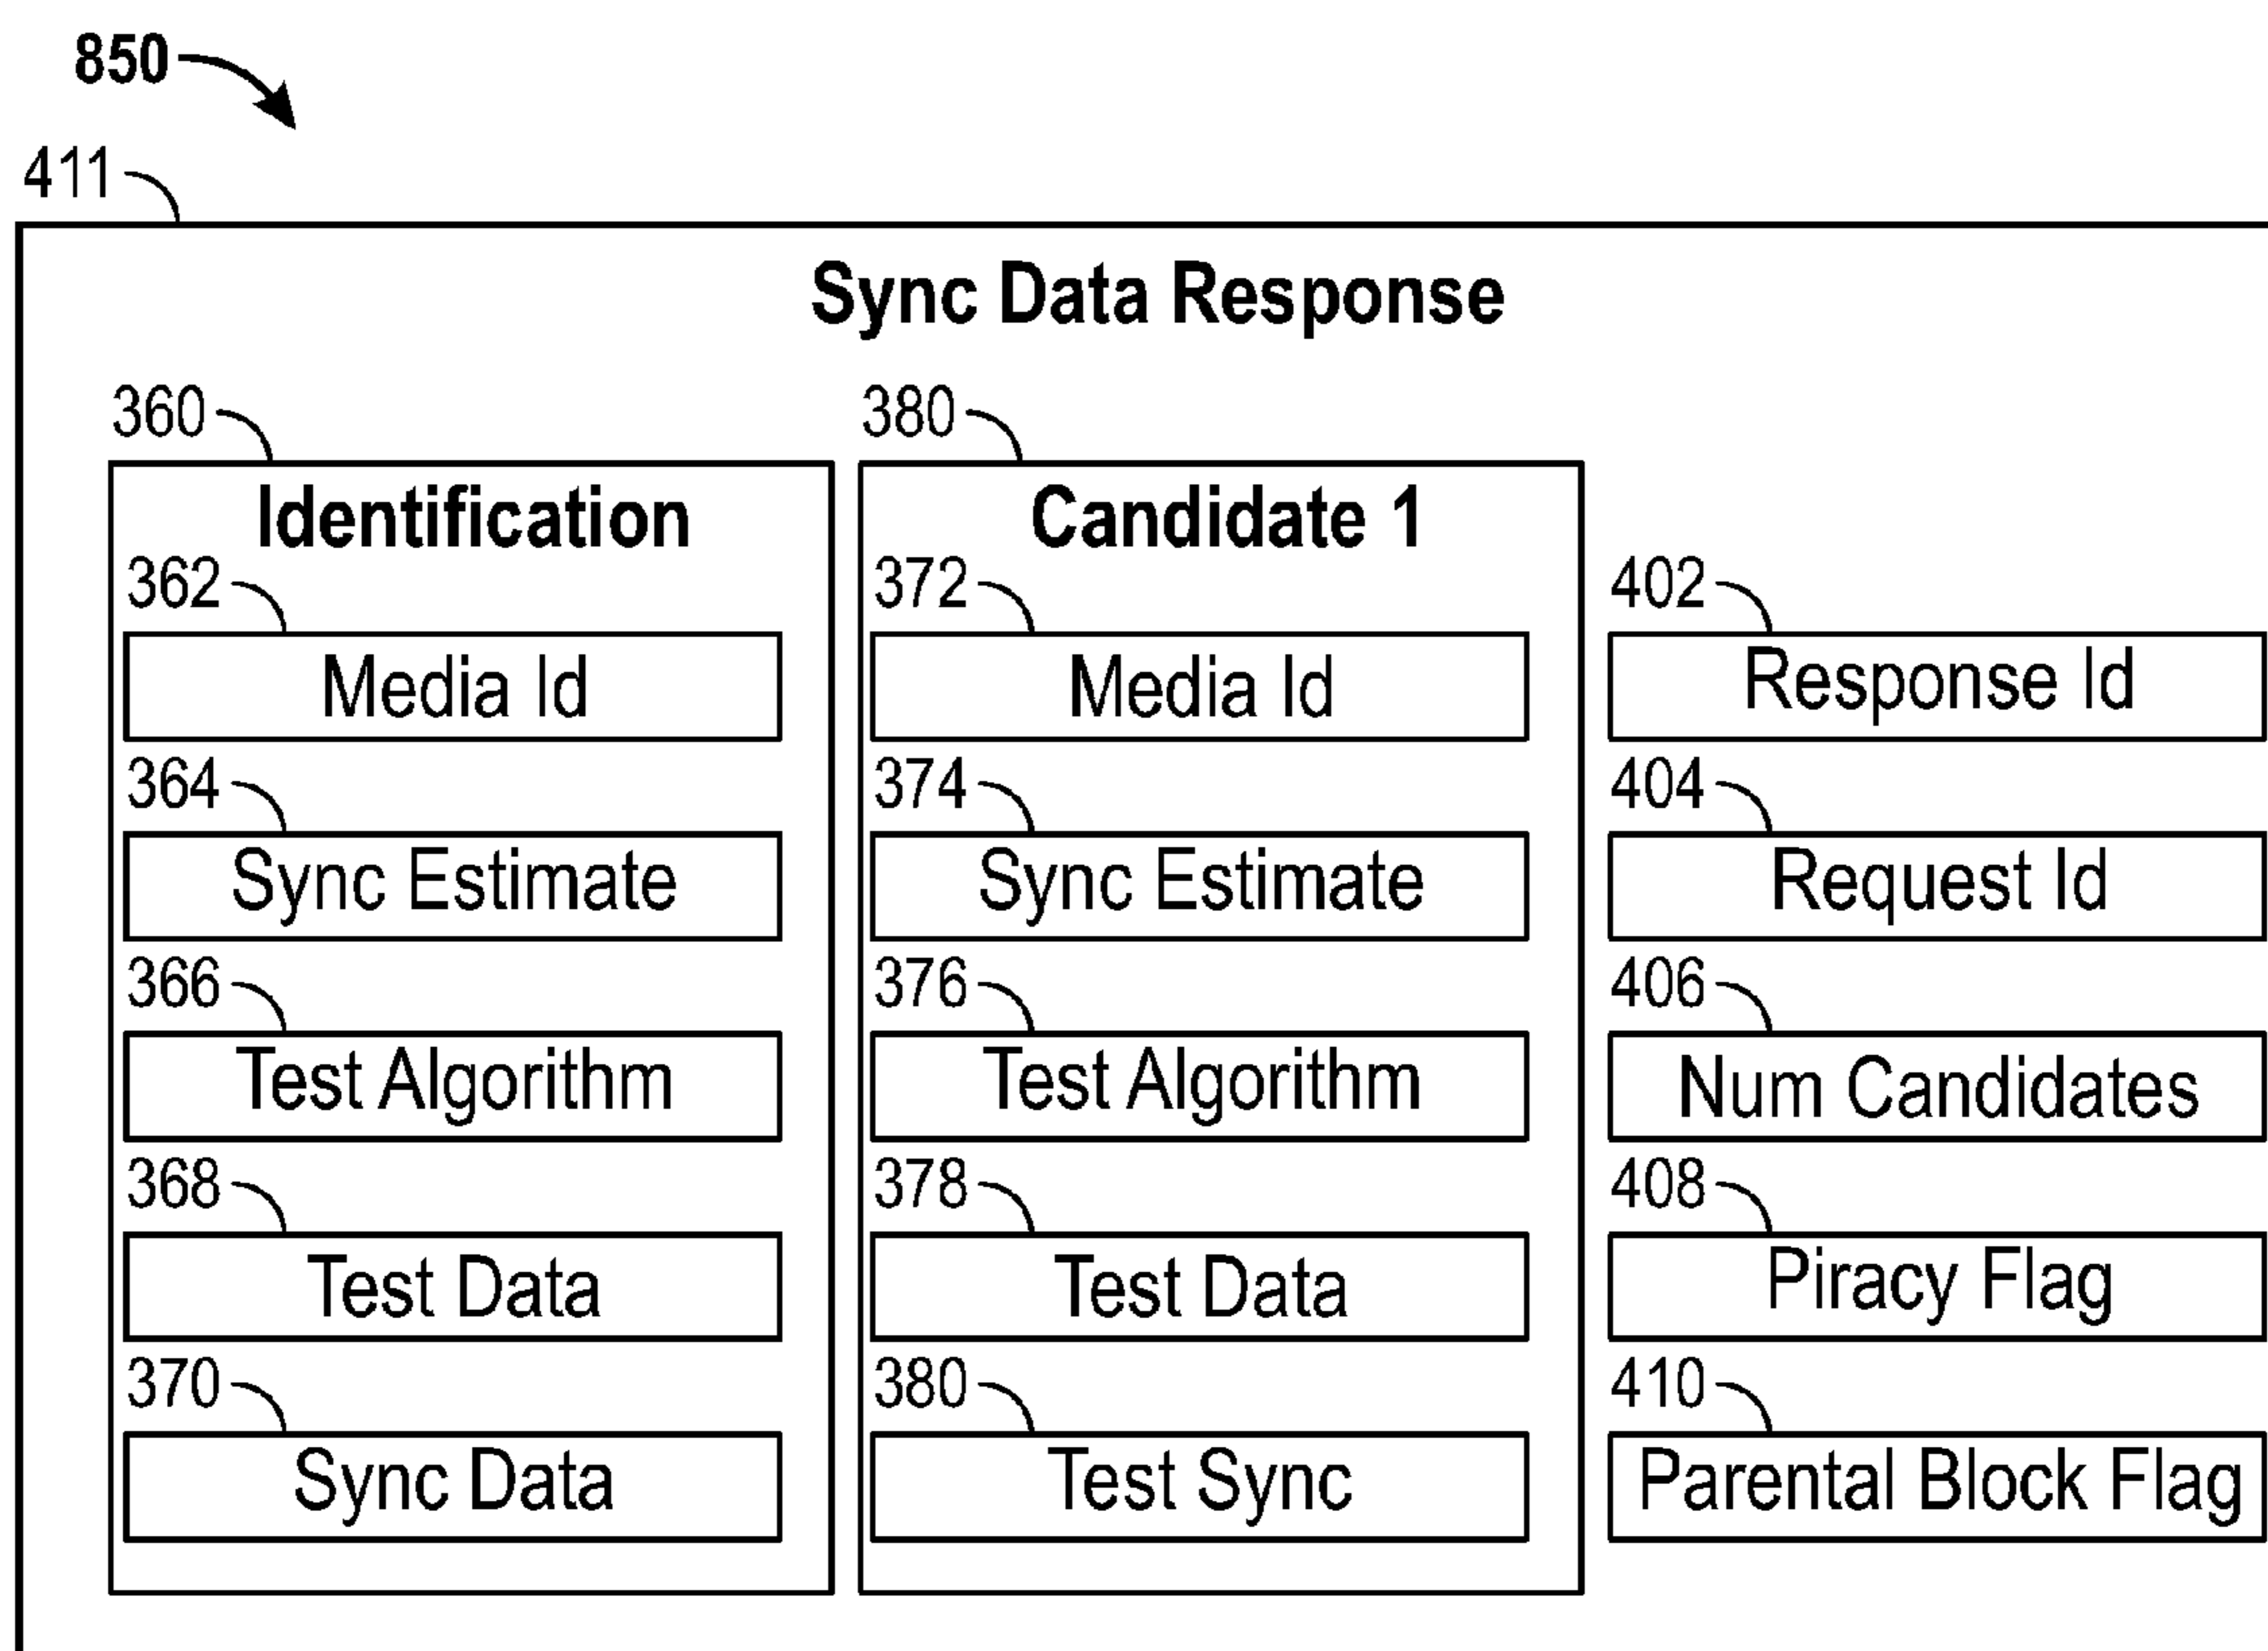 850
411
Sync Data Response
360
380
Identification
Candidate 1
362
372
402
Media Id
Media Id
Response Id
364
374
404
Sync Estimate
Sync Estimate
Request Id
366
376
406
Test Algorithm
Test Algorithm
Num Candidates
368
378
408
Test Data
Test Data
Piracy Flag
370
380
410
Sync Data
Test Sync
Parental Block Flag